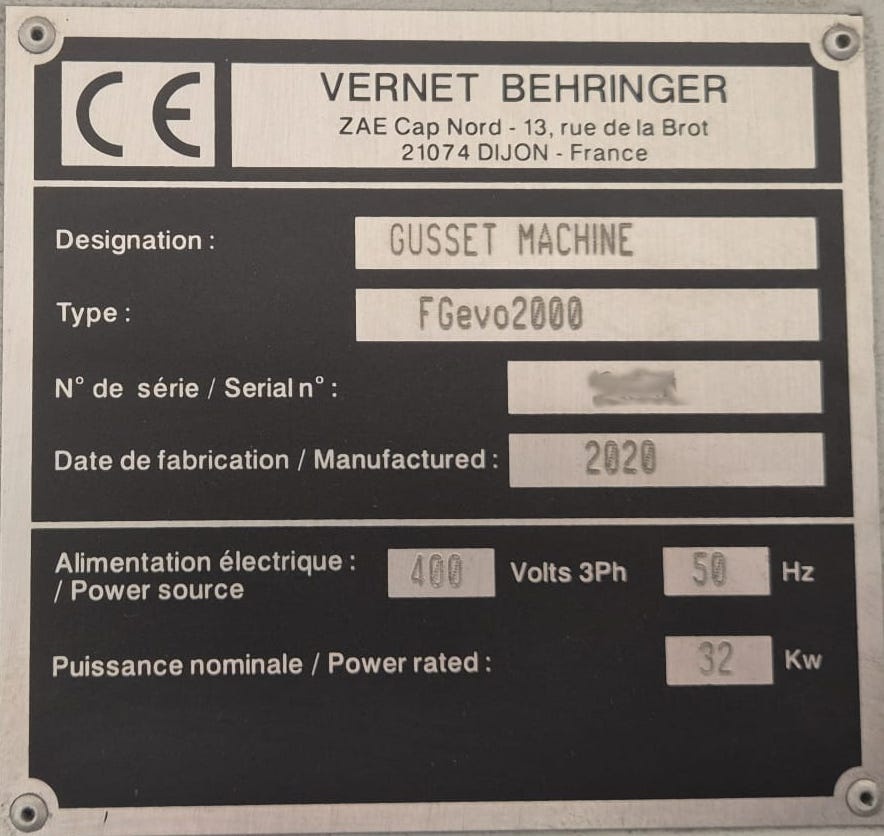 CE
VERNET BEHRINGER
ZAE Cap Nord - 13, rue de la Brot
21074 DIJON - France
Designation : GUSSET MACHINE
Type : FGevo2000
N° de série / Serial n° :
Date de fabrication / Manufactured : 2020
Alimentation électrique : 400 Volts 3Ph 50 Hz
/ Power source
Puissance nominale / Power rated : 32 Kw